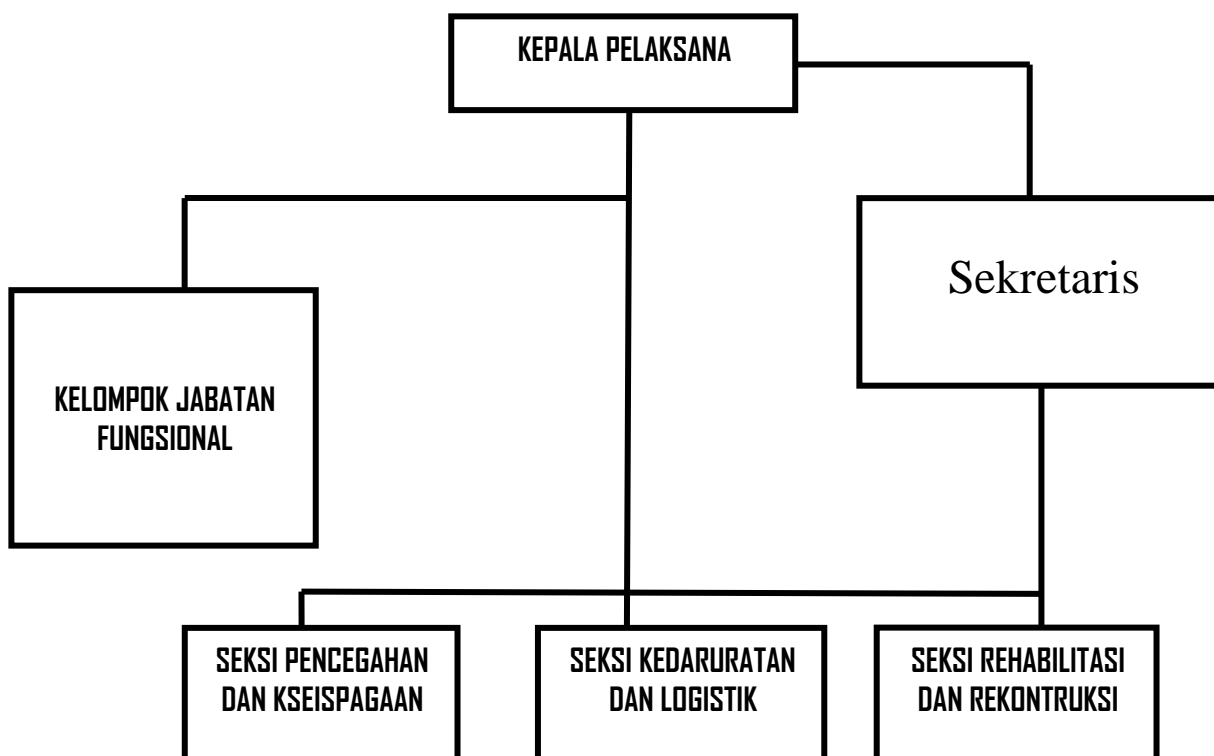 KEPALA PELAKSANA
Sekretaris
KELOMPOK JABATAN
FUNGSIONAL
SEKSI PENCEGAHAN
DAN KSEISPAGAAN
SEKSI KEDARURATAN
DAN LOGISTIK
SEKSI REHABILITASI
DAN REKONTRUKSI